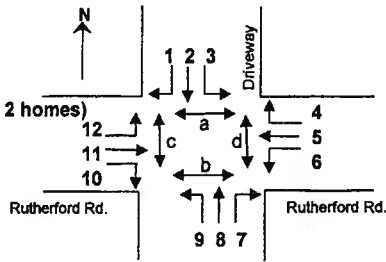 N
1 2 3
Driveway
2 homes)
a
4
12
c
d
5
11
6
10
b
Rutherford Rd.
Rutherford Rd.
9 8 7